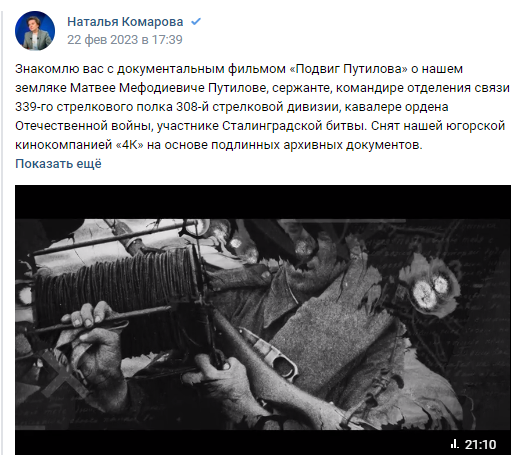 Наталья Комарова
22 фев 2023 в 17:39
Знакомлю вас с документальным фильмом «Подвиг Путилова» о нашем
земляке Матвее Мефодиевиче Путилове, сержанте, командире отделения связи
339-го стрелкового полка 308-й стрелковой дивизии, кавалере ордена
Отечественной войны, участнике Сталинградской битвы. Снят нашей югорской
кинокомпанией «4К» на основе подлинных архивных документов.
Показать ещё
21:10